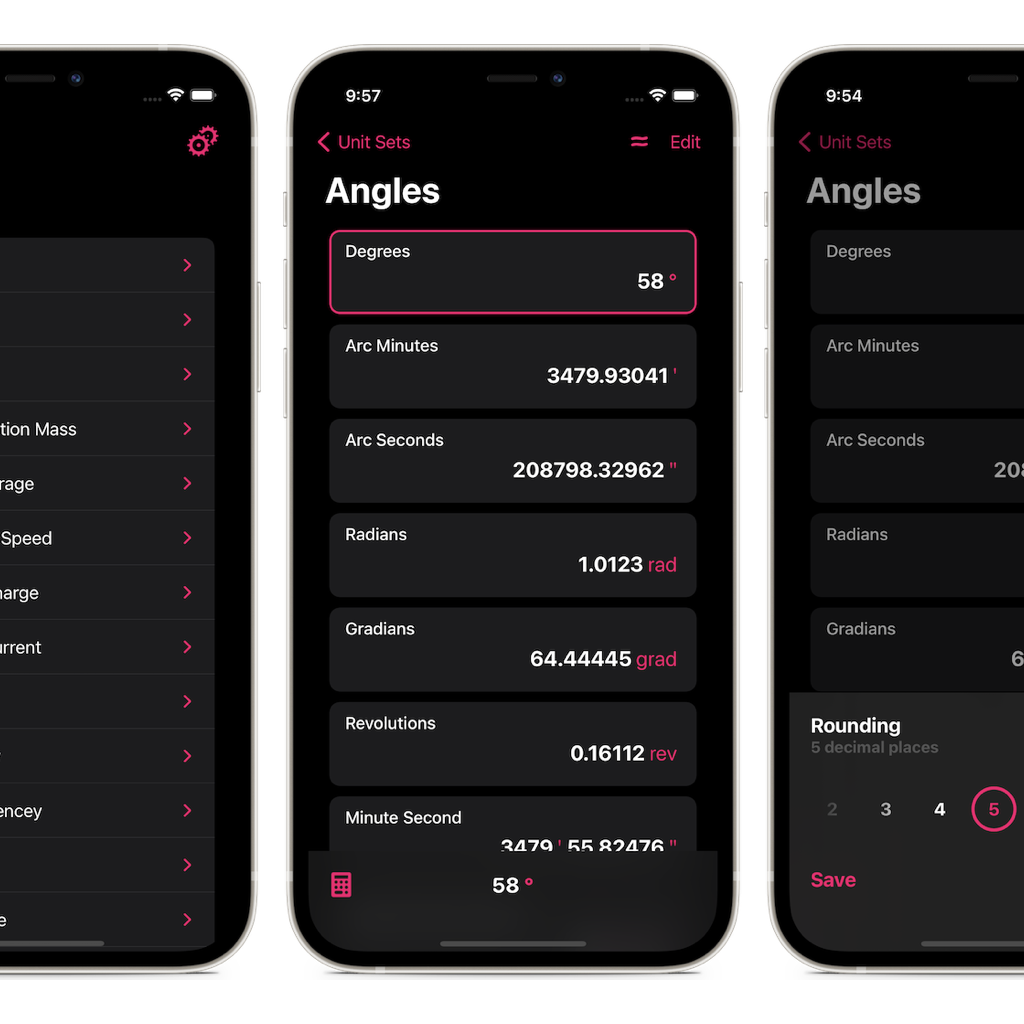 tion Mass
rage
Speed
harge
urrent
encey
e
9:57
Unit Sets
Edit
Angles
Degrees
58 °
Arc Minutes
3479.93041 '
Arc Seconds
208798.32962 "
Radians
1.0123 rad
Gradians
64.44445 grad
Revolutions
0.16112 rev
Minute Second
3479 ' 55.82476 "
58 °
9:54
Unit Sets
Angles
Degrees
Arc Minutes
Arc Seconds
208
Radians
Gradians
6
Rounding
5 decimal places
2 3 4 5
Save